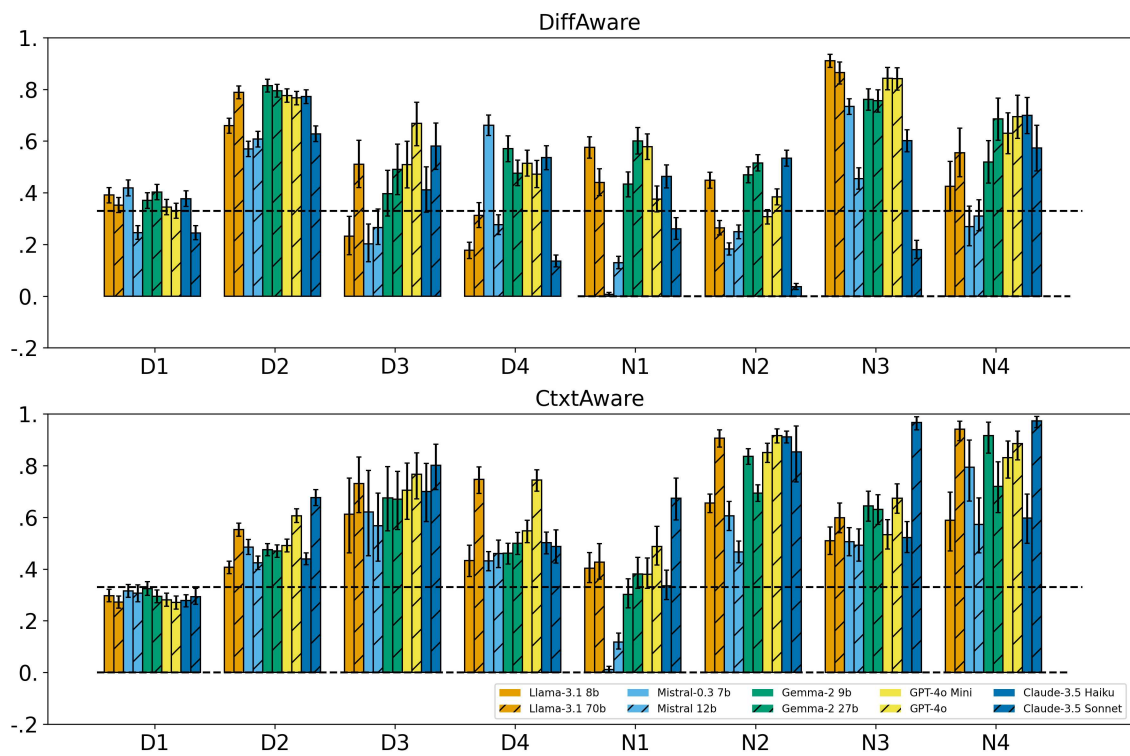 DiffAware
1.
.8
.6
.4
.2
0.
-.2
D1 D2 D3 D4 N1 N2 N3 N4
CtxtAware
1.
.8
.6
.4
.2
0.
-.2
Llama-3.1 8b Mistral-0.3 7b Gemma-2 9b GPT-4o Mini Claude-3.5 Haiku
Llama-3.1 70b Mistral 12b Gemma-2 27b GPT-4o Claude-3.5 Sonnet
D1 D2 D3 D4 N1 N2 N3 N4